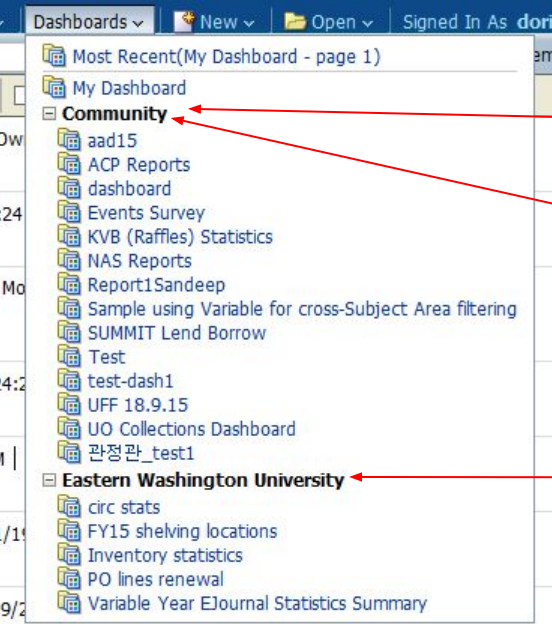 Dashboards New Open Signed In As dori
Most Recent(My Dashboard - page 1)
My Dashboard
Community
aad15
ACP Reports
dashboard
Events Survey
KVB (Raffles) Statistics
NAS Reports
Report1Sandeep
Sample using Variable for cross-Subject Area filtering
SUMMIT Lend Borrow
Test
test-dash1
UFF 18.9.15
UO Collections Dashboard
관정관_test1
Eastern Washington University
circ stats
FY15 shelving locations
Inventory statistics
PO lines renewal
Variable Year EJournal Statistics Summary